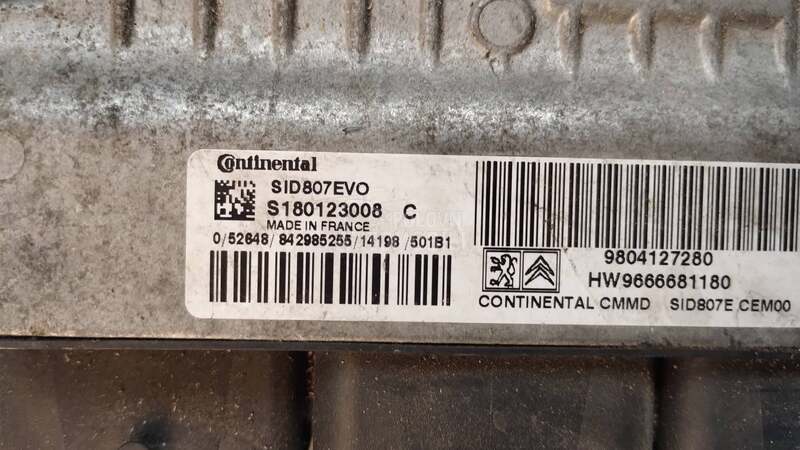 Continental
SID807EVO
S180123008 C
MADE IN FRANCE
0/52648/842985255/14198/501B1
9804127280
HW9666681180
CONTINENTAL CMMD SID807E CEM00